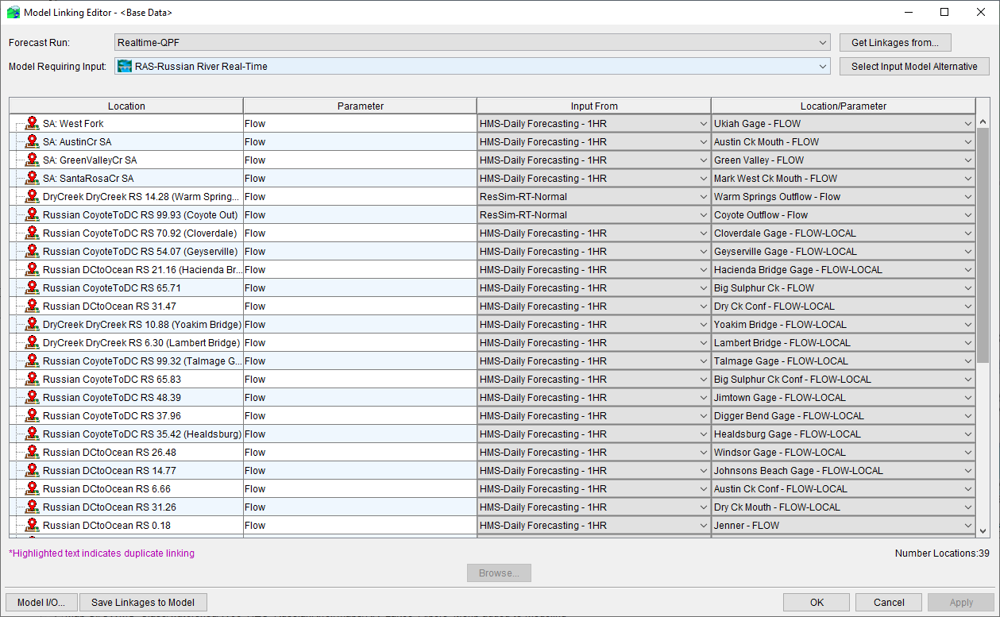 Model Linking Editor - <Base Data>
Forecast Run: Realtime-QPF Get Linkages from...
Model Requiring Input: RAS-Russian River Real-Time Select Input Model Alternative
Location Parameter Input From Location/Parameter
SA: West Fork Flow HMS-Daily Forecasting - 1HR Ukiah Gage - FLOW
SA: AustinCr SA Flow HMS-Daily Forecasting - 1HR Austin Ck Mouth - FLOW
SA: GreenValleyCr SA Flow HMS-Daily Forecasting - 1HR Green Valley - FLOW
SA: SantaRosaCr SA Flow HMS-Daily Forecasting - 1HR Mark West Ck Mouth - FLOW
DryCreek DryCreek RS 14.28 (Warm Spring... Flow ResSim-RT-Normal Warm Springs Outflow - Flow
Russian CoyoteToDC RS 99.93 (Coyote Out) Flow ResSim-RT-Normal Coyote Outflow - Flow
Russian CoyoteToDC RS 70.92 (Cloverdale) Flow HMS-Daily Forecasting - 1HR Cloverdale Gage - FLOW-LOCAL
Russian CoyoteToDC RS 54.07 (Geyserville) Flow HMS-Daily Forecasting - 1HR Geyserville Gage - FLOW-LOCAL
Russian DCtoOcean RS 21.16 (Hacienda Br... Flow HMS-Daily Forecasting - 1HR Hacienda Bridge Gage - FLOW-LOCAL
Russian CoyoteToDC RS 65.71 Flow HMS-Daily Forecasting - 1HR Big Sulphur Ck - FLOW
Russian DCtoOcean RS 31.47 Flow HMS-Daily Forecasting - 1HR Dry Ck Conf - FLOW-LOCAL
DryCreek DryCreek RS 10.88 (Yoakim Bridge) Flow HMS-Daily Forecasting - 1HR Yoakim Bridge - FLOW-LOCAL
DryCreek DryCreek RS 6.30 (Lambert Bridge) Flow HMS-Daily Forecasting - 1HR Lambert Bridge - FLOW-LOCAL
Russian CoyoteToDC RS 99.32 (Talmage G... Flow HMS-Daily Forecasting - 1HR Talmage Gage - FLOW-LOCAL
Russian CoyoteToDC RS 65.83 Flow HMS-Daily Forecasting - 1HR Big Sulphur Ck Conf - FLOW-LOCAL
Russian CoyoteToDC RS 48.39 Flow HMS-Daily Forecasting - 1HR Jimtown Gage - FLOW-LOCAL
Russian CoyoteToDC RS 37.96 Flow HMS-Daily Forecasting - 1HR Digger Bend Gage - FLOW-LOCAL
Russian CoyoteToDC RS 35.42 (Healdsburg) Flow HMS-Daily Forecasting - 1HR Healdsburg Gage - FLOW-LOCAL
Russian DCtoOcean RS 26.48 Flow HMS-Daily Forecasting - 1HR Windsor Gage - FLOW-LOCAL
Russian DCtoOcean RS 14.77 Flow HMS-Daily Forecasting - 1HR Johnsons Beach Gage - FLOW-LOCAL
Russian DCtoOcean RS 6.66 Flow HMS-Daily Forecasting - 1HR Austin Ck Conf - FLOW-LOCAL
Russian DCtoOcean RS 31.26 Flow HMS-Daily Forecasting - 1HR Dry Ck Mouth - FLOW-LOCAL
Russian DCtoOcean RS 0.18 Flow HMS-Daily Forecasting - 1HR Jenner - FLOW
*Highlighted text indicates duplicate linking Number Locations:39
Browse...
Model I/O... Save Linkages to Model OK Cancel Apply